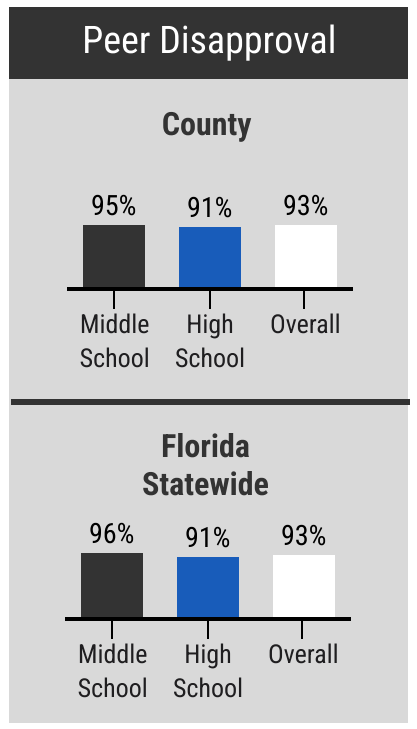 Peer Disapproval
County
95% 91% 93%
Middle School High School Overall
Florida
Statewide
96% 91% 93%
Middle School High School Overall